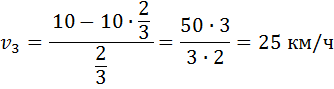 v₃ = (10 − 10 · 2/3) / (2/3) = (50 · 3) / (3 · 2) = 25 км/ч